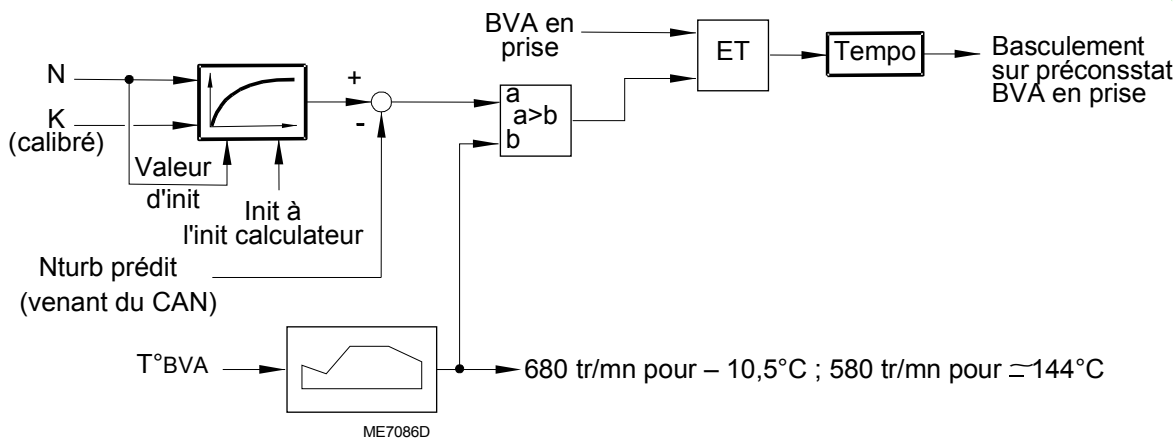 BVA en
prise
ET
Tempo
Basculement
sur préconsstat
BVA en prise
N
K
(calibré)
+
-
a
a>b
b
Valeur
d'init
Init à
l'init calculateur
Nturb prédit
(venant du CAN)
T°BVA
680 tr/mn pour – 10,5°C ; 580 tr/mn pour ≃144°C
ME7086D